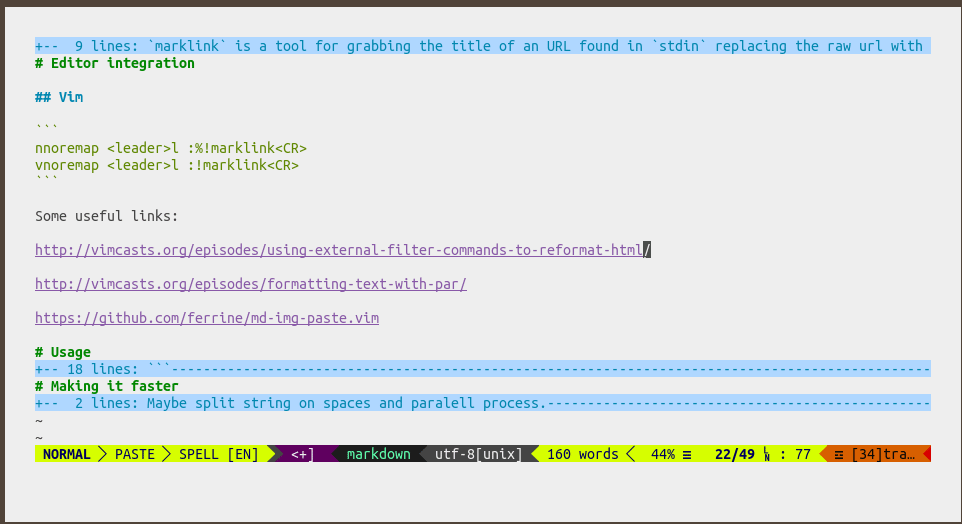 +--  9 lines: `marklink` is a tool for grabbing the title of an URL found in `stdin` replacing the raw url with
# Editor integration
## Vim
```
nnoremap <leader>l :%!marklink<CR>
vnoremap <leader>l :!marklink<CR>
```
Some useful links:
http://vimcasts.org/episodes/using-external-filter-commands-to-reformat-html/
http://vimcasts.org/episodes/formatting-text-with-par/
https://github.com/ferrine/md-img-paste.vim
# Usage
+-- 18 lines: ```-----------------------------------------------------------------------------------------------
# Making it faster
+--  2 lines: Maybe split string on spaces and paralell process.------------------------------------------------
~
~
NORMAL > PASTE > SPELL [EN] <+] markdown utf-8[unix] 160 words < 44% ≡ 22/49 ␤ : 77 ☲ [34]tra…